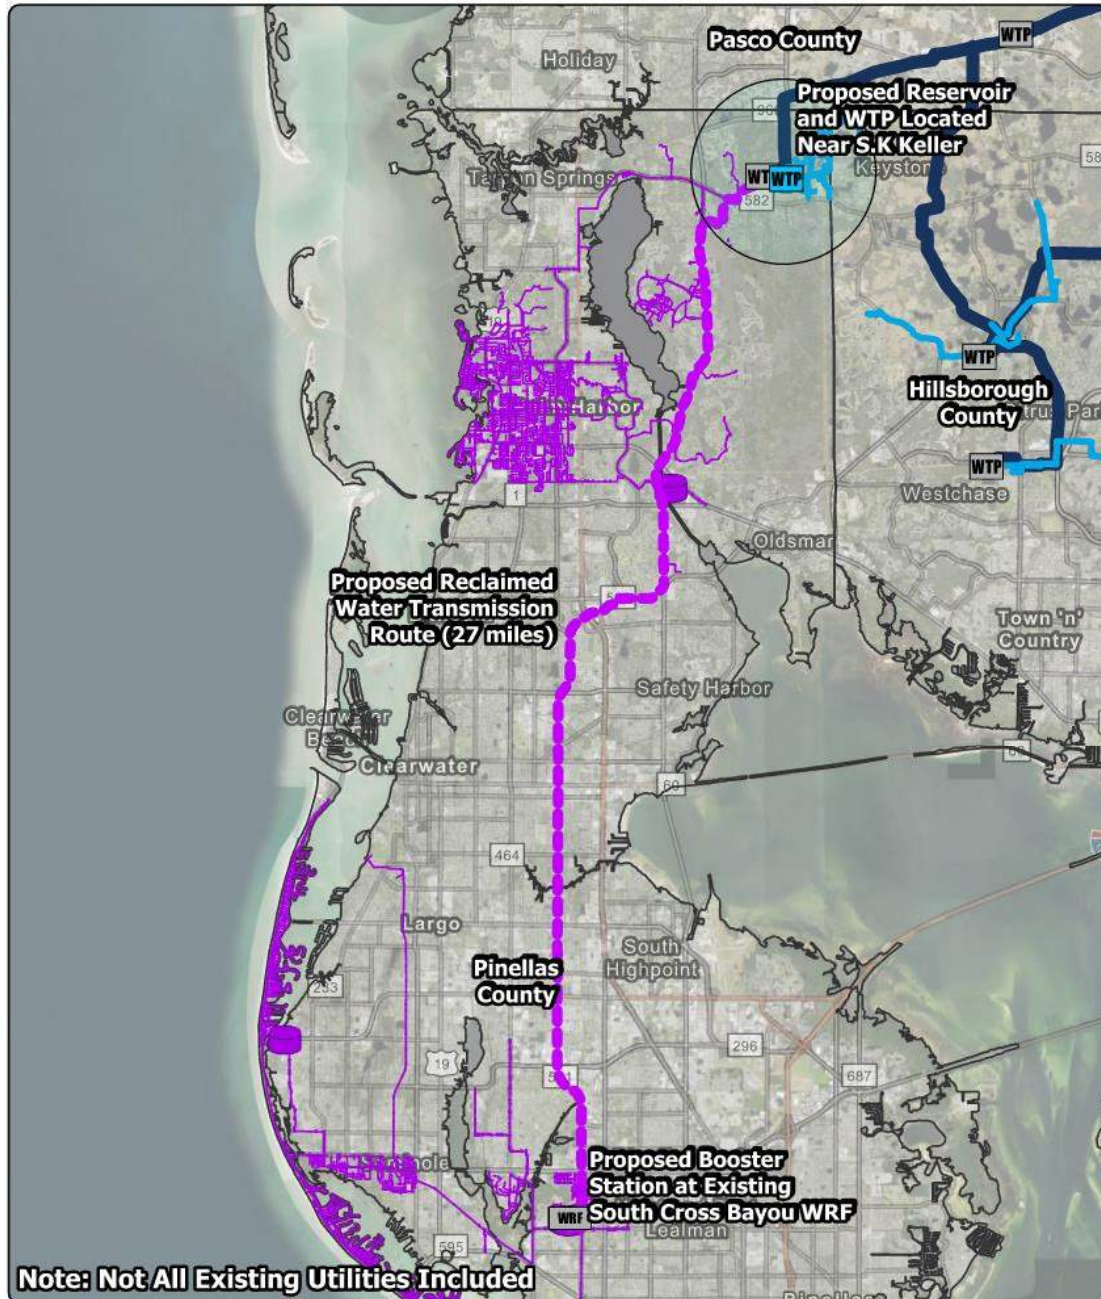 Pasco County
WTP
Holiday
Proposed Reservoir
and WTP Located
Near S.K Keller
Keystone
WTP
582
WTP
Hillsborough
County
WTP
Westchase
1
Oldsmar
Proposed Reclaimed
Water Transmission
Route (27 miles)
Town 'n'
Country
Safety Harbor
Clearwater
Clearwater
60
464
Largo
South
Highpoint
Pinellas
County
296
19
687
Proposed Booster
Station at Existing
South Cross Bayou WRF
WRF
Lealman
595
Note: Not All Existing Utilities Included